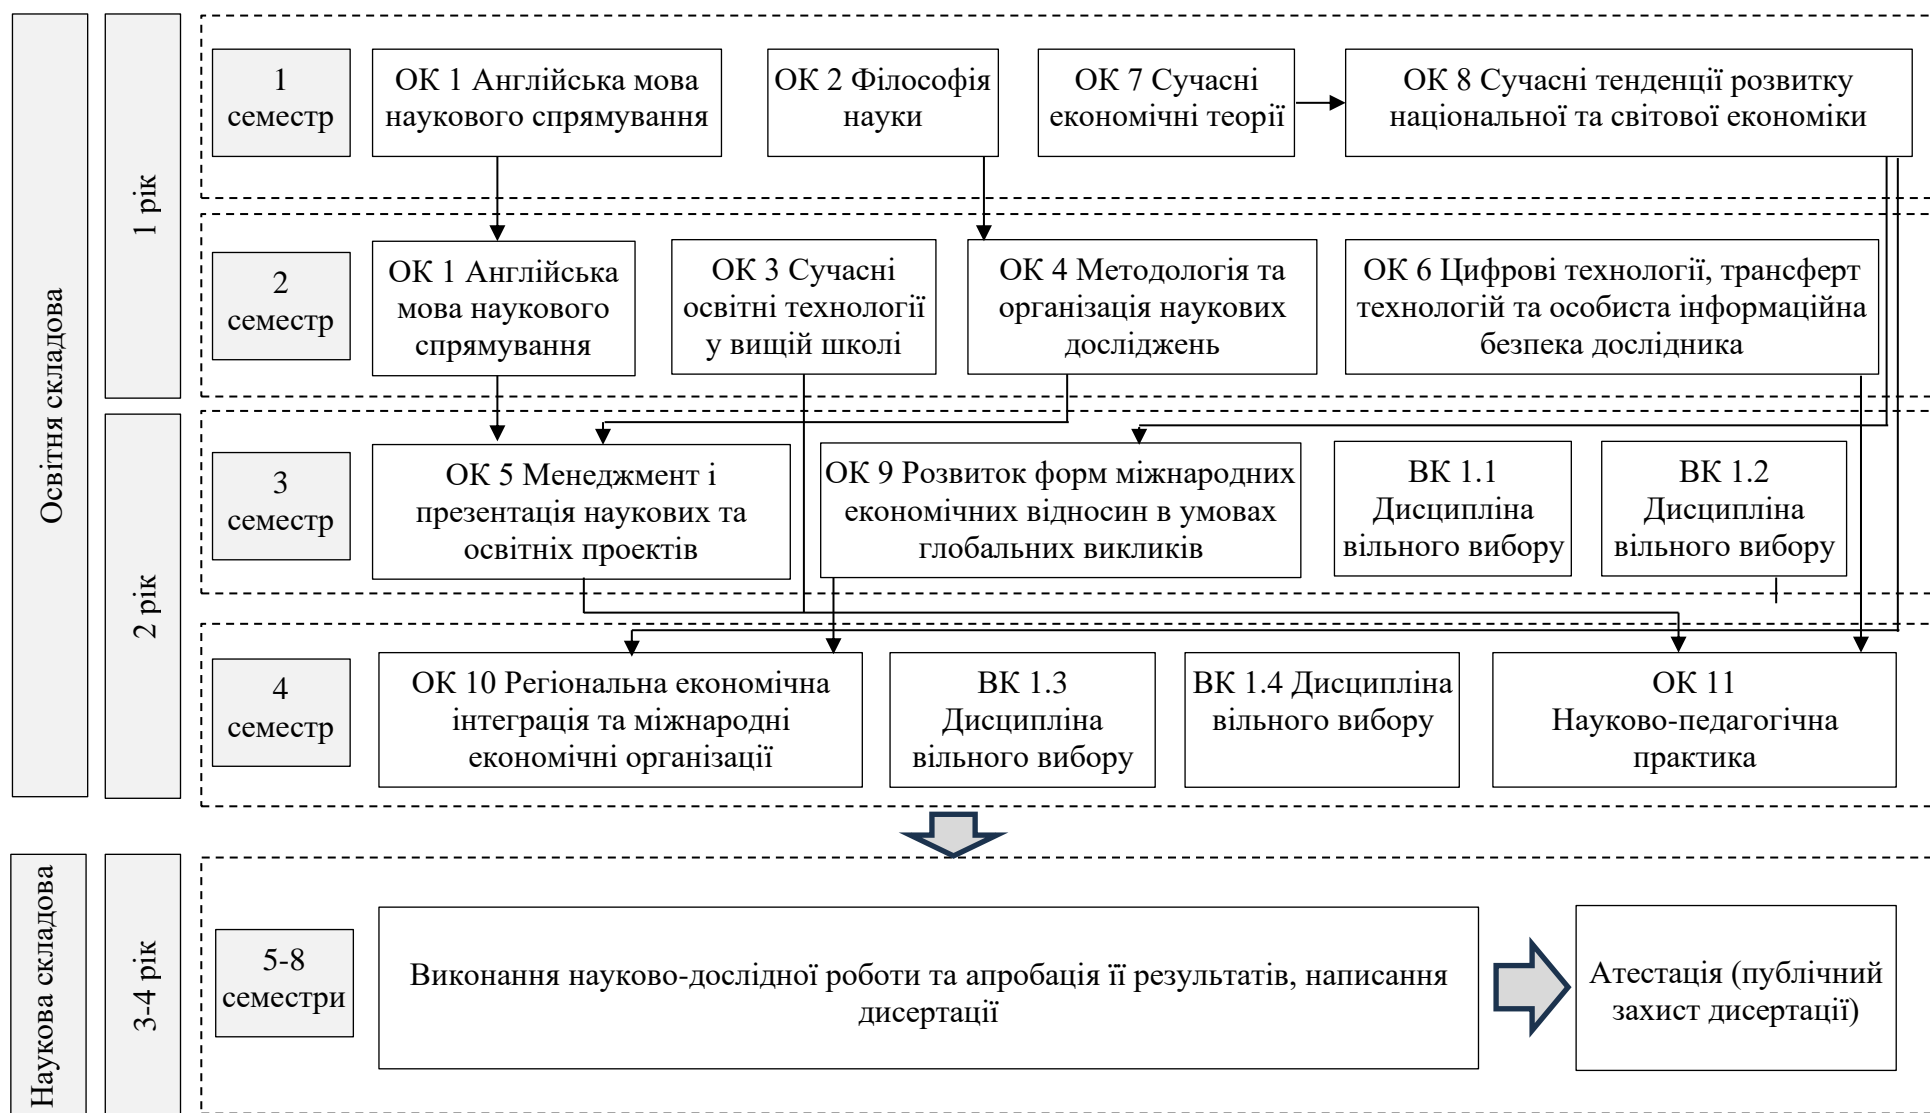 Освітня складова
1 рік
1
семестр
ОК 1 Англійська мова
наукового спрямування
ОК 2 Філософія
науки
ОК 7 Сучасні
економічні теорії
ОК 8 Сучасні тенденції розвитку
національної та світової економіки
2
семестр
ОК 1 Англійська
мова наукового
спрямування
ОК 3 Сучасні
освітні технології
у вищій школі
ОК 4 Методологія та
організація наукових
досліджень
ОК 6 Цифрові технології, трансферт
технологій та особиста інформаційна
безпека дослідника
2 рік
3
семестр
ОК 5 Менеджмент і
презентація наукових та
освітніх проектів
ОК 9 Розвиток форм міжнародних
економічних відносин в умовах
глобальних викликів
ВК 1.1
Дисципліна
вільного вибору
ВК 1.2
Дисципліна
вільного вибору
4
семестр
ОК 10 Регіональна економічна
інтеграція та міжнародні
економічні організації
ВК 1.3
Дисципліна
вільного вибору
ВК 1.4 Дисципліна
вільного вибору
ОК 11
Науково-педагогічна
практика
Наукова складова
3-4 рік
5-8
семестри
Виконання науково-дослідної роботи та апробація її результатів, написання
дисертації
Атестація (публічний
захист дисертації)